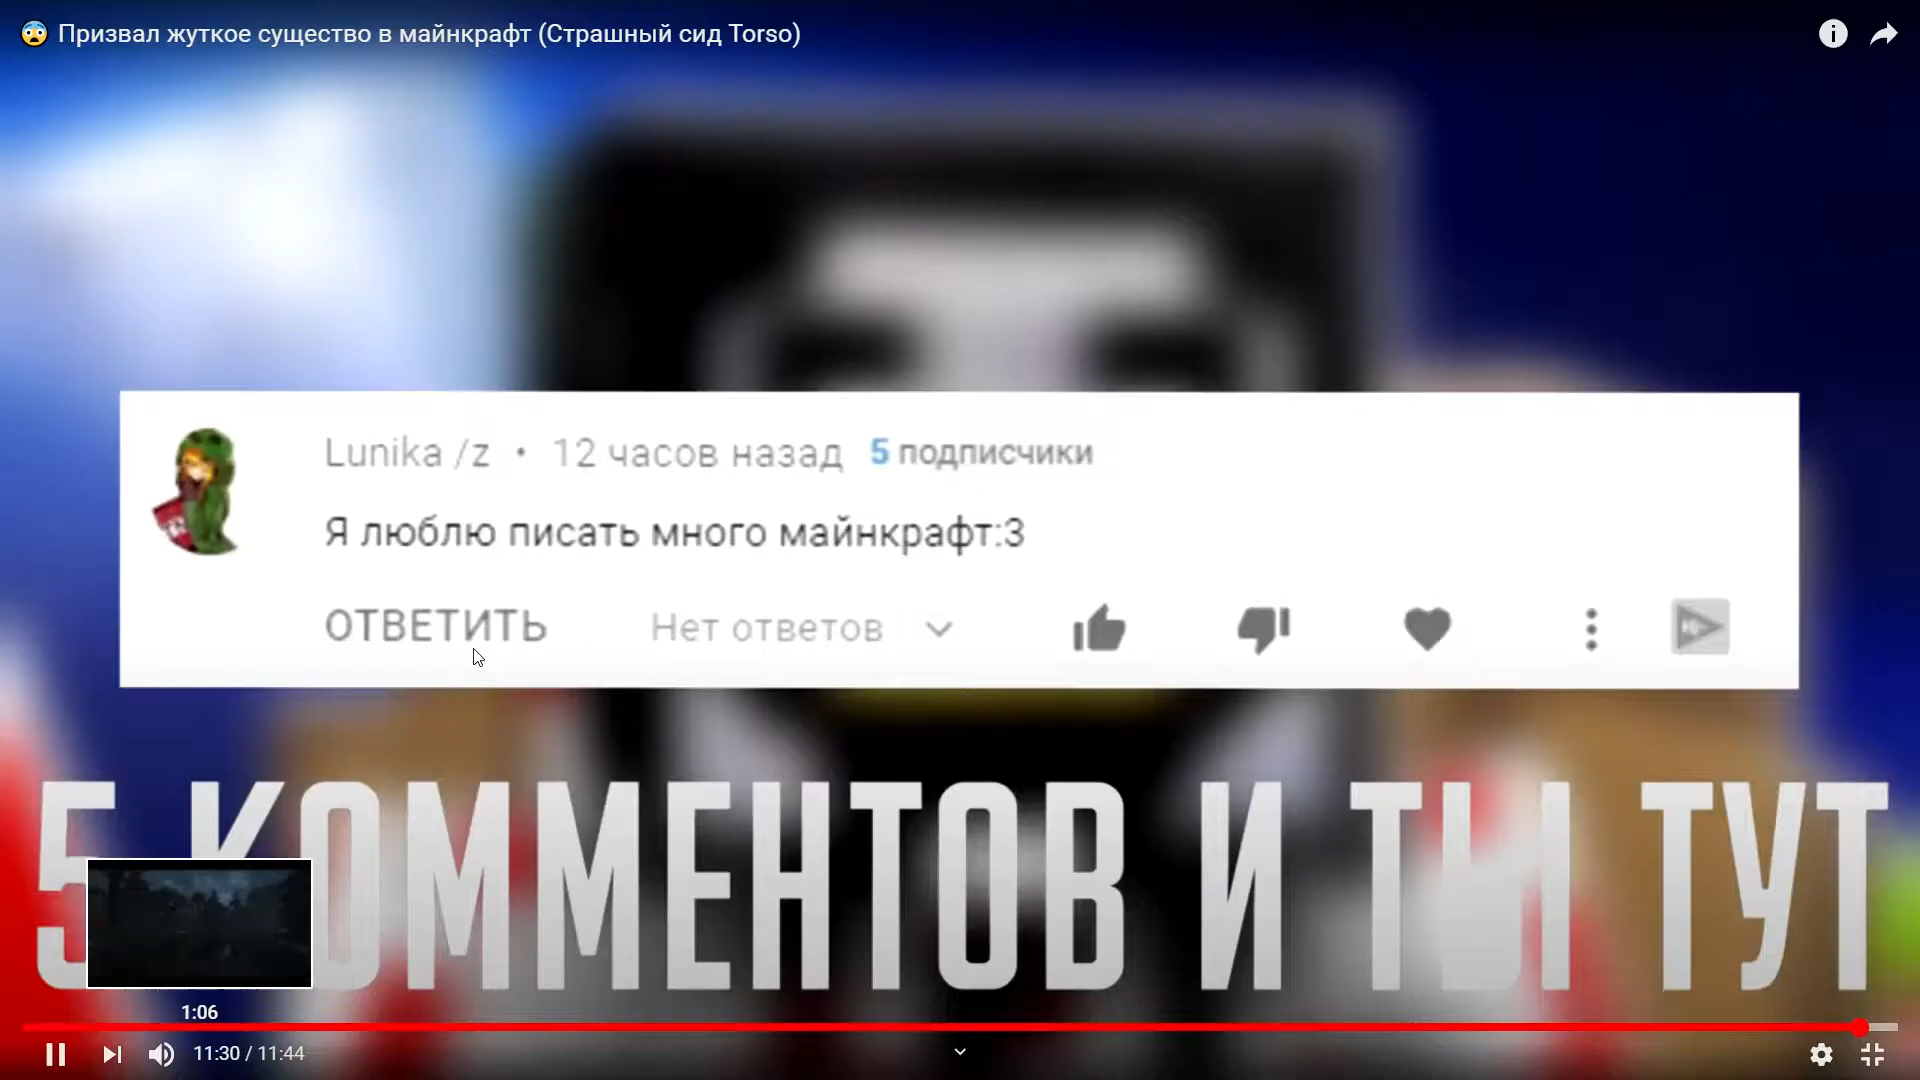 😨 Призвал жуткое существо в майнкрафт (Страшный сид Torso)
Lunika /z • 12 часов назад 5 подписчики
Я люблю писать много майнкрафт:3
ОТВЕТИТЬ Нет ответов
5 КОММЕНТОВ И ТЫ ТУТ
1:06
11:30 / 11:44